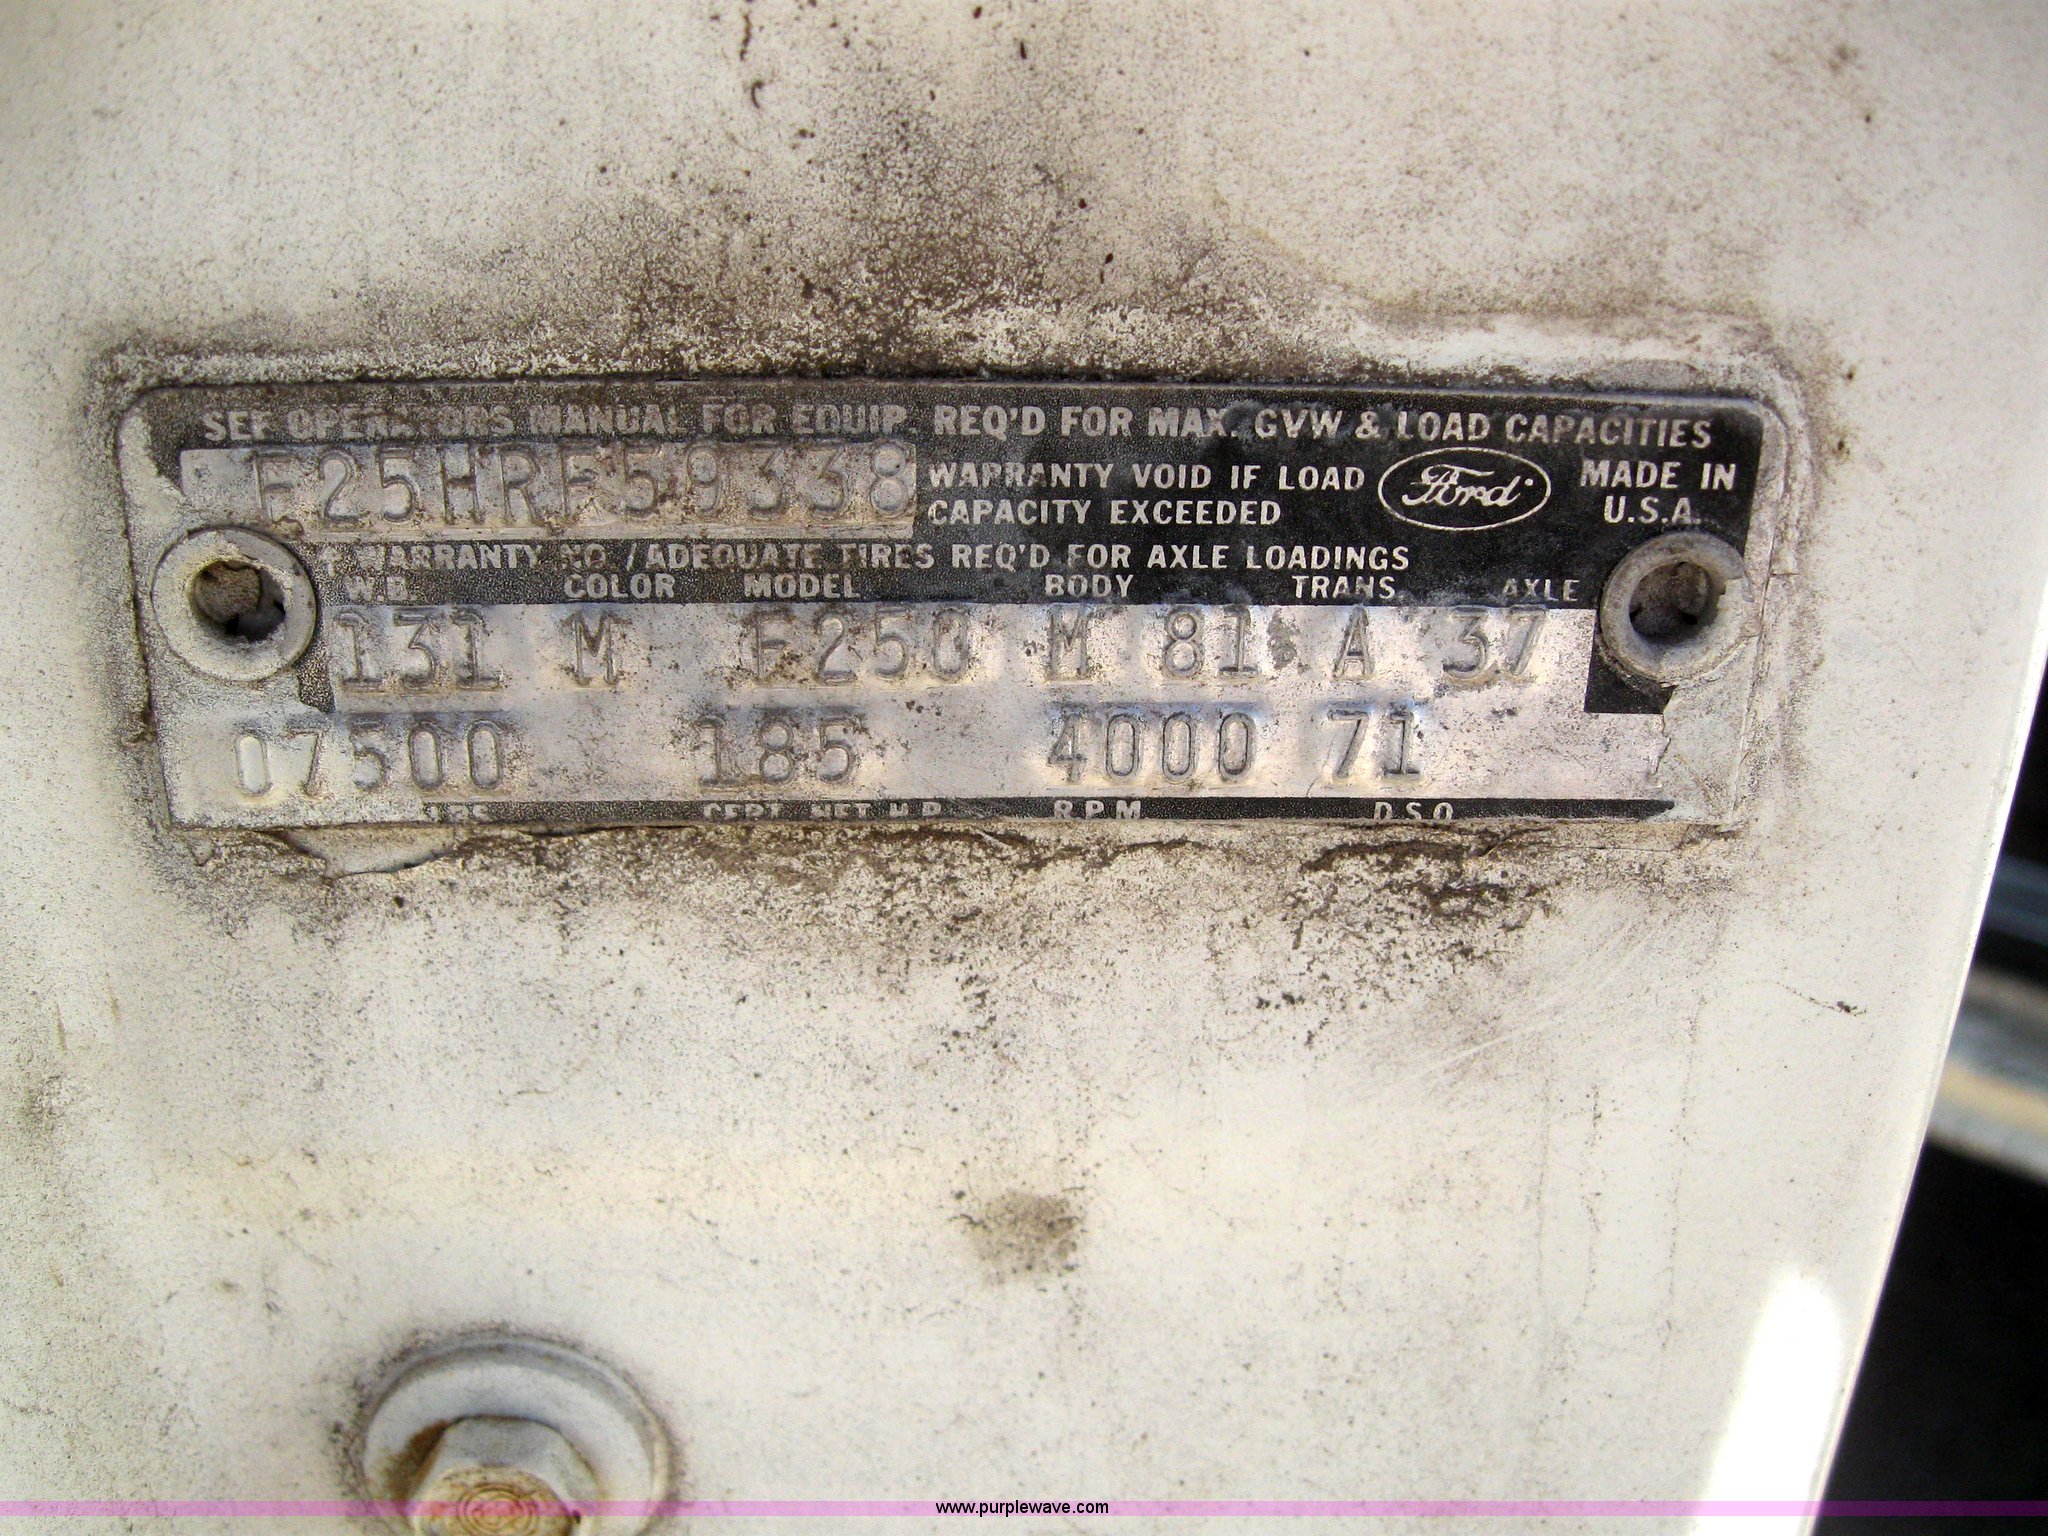 SEE OPERATORS MANUAL FOR EQUIP. REQ'D FOR MAX. GVW & LOAD CAPACITIES
F25HRF59338
WARRANTY VOID IF LOAD
CAPACITY EXCEEDED
Ford
MADE IN
U.S.A.
WARRANTY NO./ADEQUATE TIRES REQ'D FOR AXLE LOADINGS
W.B. COLOR MODEL BODY TRANS. AXLE
131 M F250 M 81 A 37
07500 185 4000 71
LBS CERT. NET H.P. R.P.M. D.S.O.
www.purplewave.com